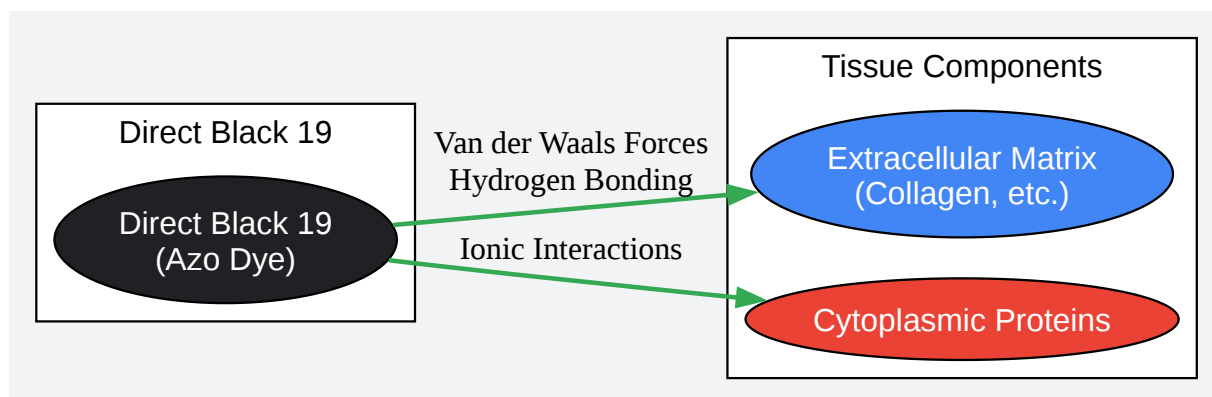 Direct Black 19
Direct Black 19
(Azo Dye)
Van der Waals Forces
Hydrogen Bonding
Ionic Interactions
Tissue Components
Extracellular Matrix
(Collagen, etc.)
Cytoplasmic Proteins